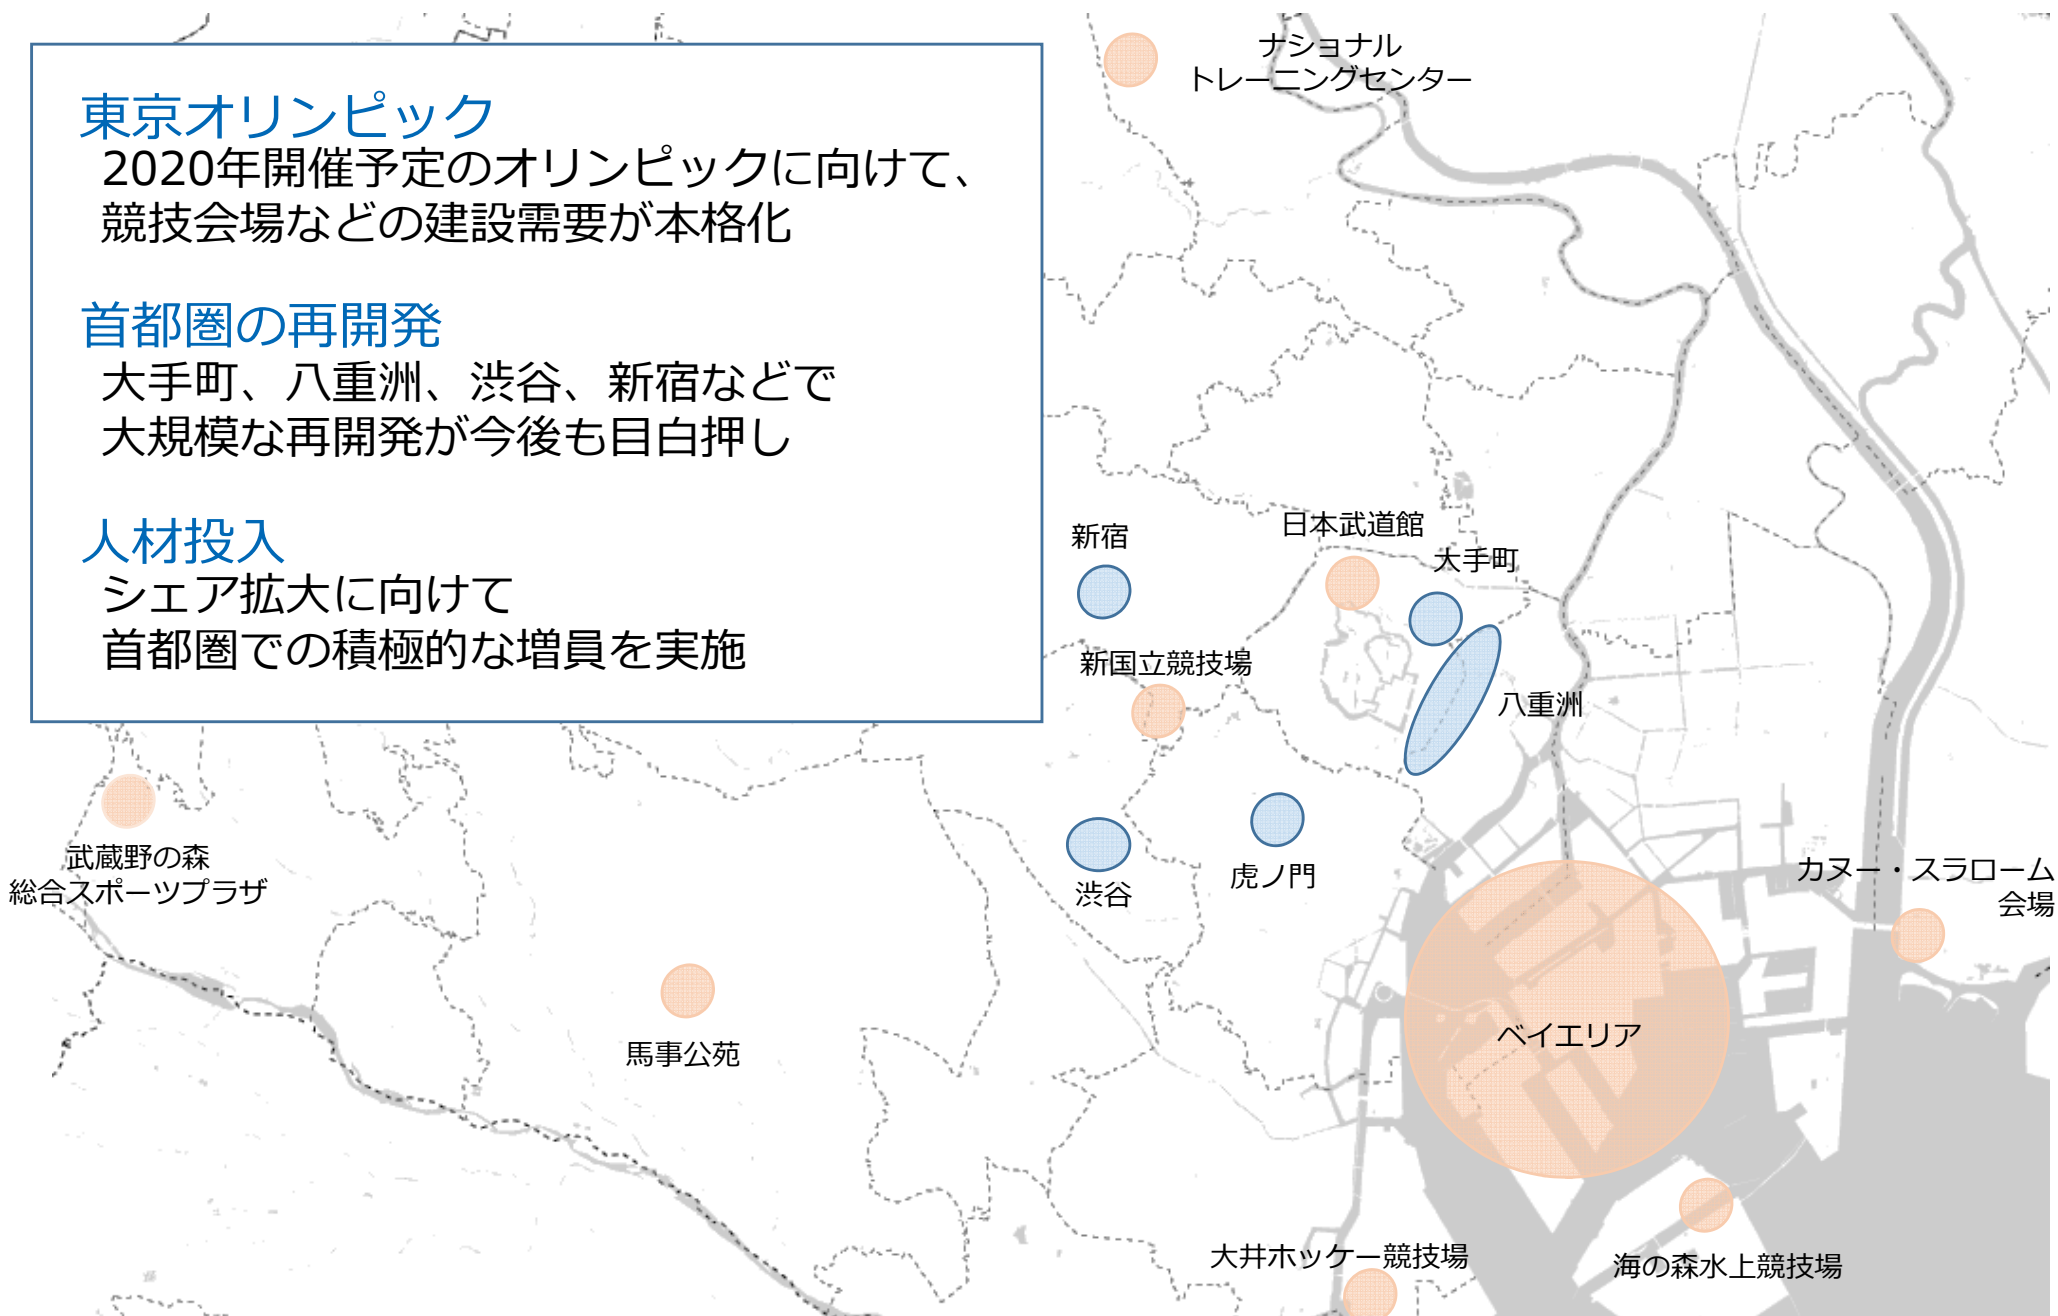 東京オリンピック
2020年開催予定のオリンピックに向けて、
競技会場などの建設需要が本格化
首都圏の再開発
大手町、八重洲、渋谷、新宿などで
大規模な再開発が今後も目白押し
人材投入
シェア拡大に向けて
首都圏での積極的な増員を実施
ナショナル
トレーニングセンター
新宿
日本武道館
大手町
新国立競技場
八重洲
武蔵野の森
総合スポーツプラザ
渋谷
虎ノ門
カヌー・スラローム
会場
馬事公苑
ベイエリア
大井ホッケー競技場
海の森水上競技場